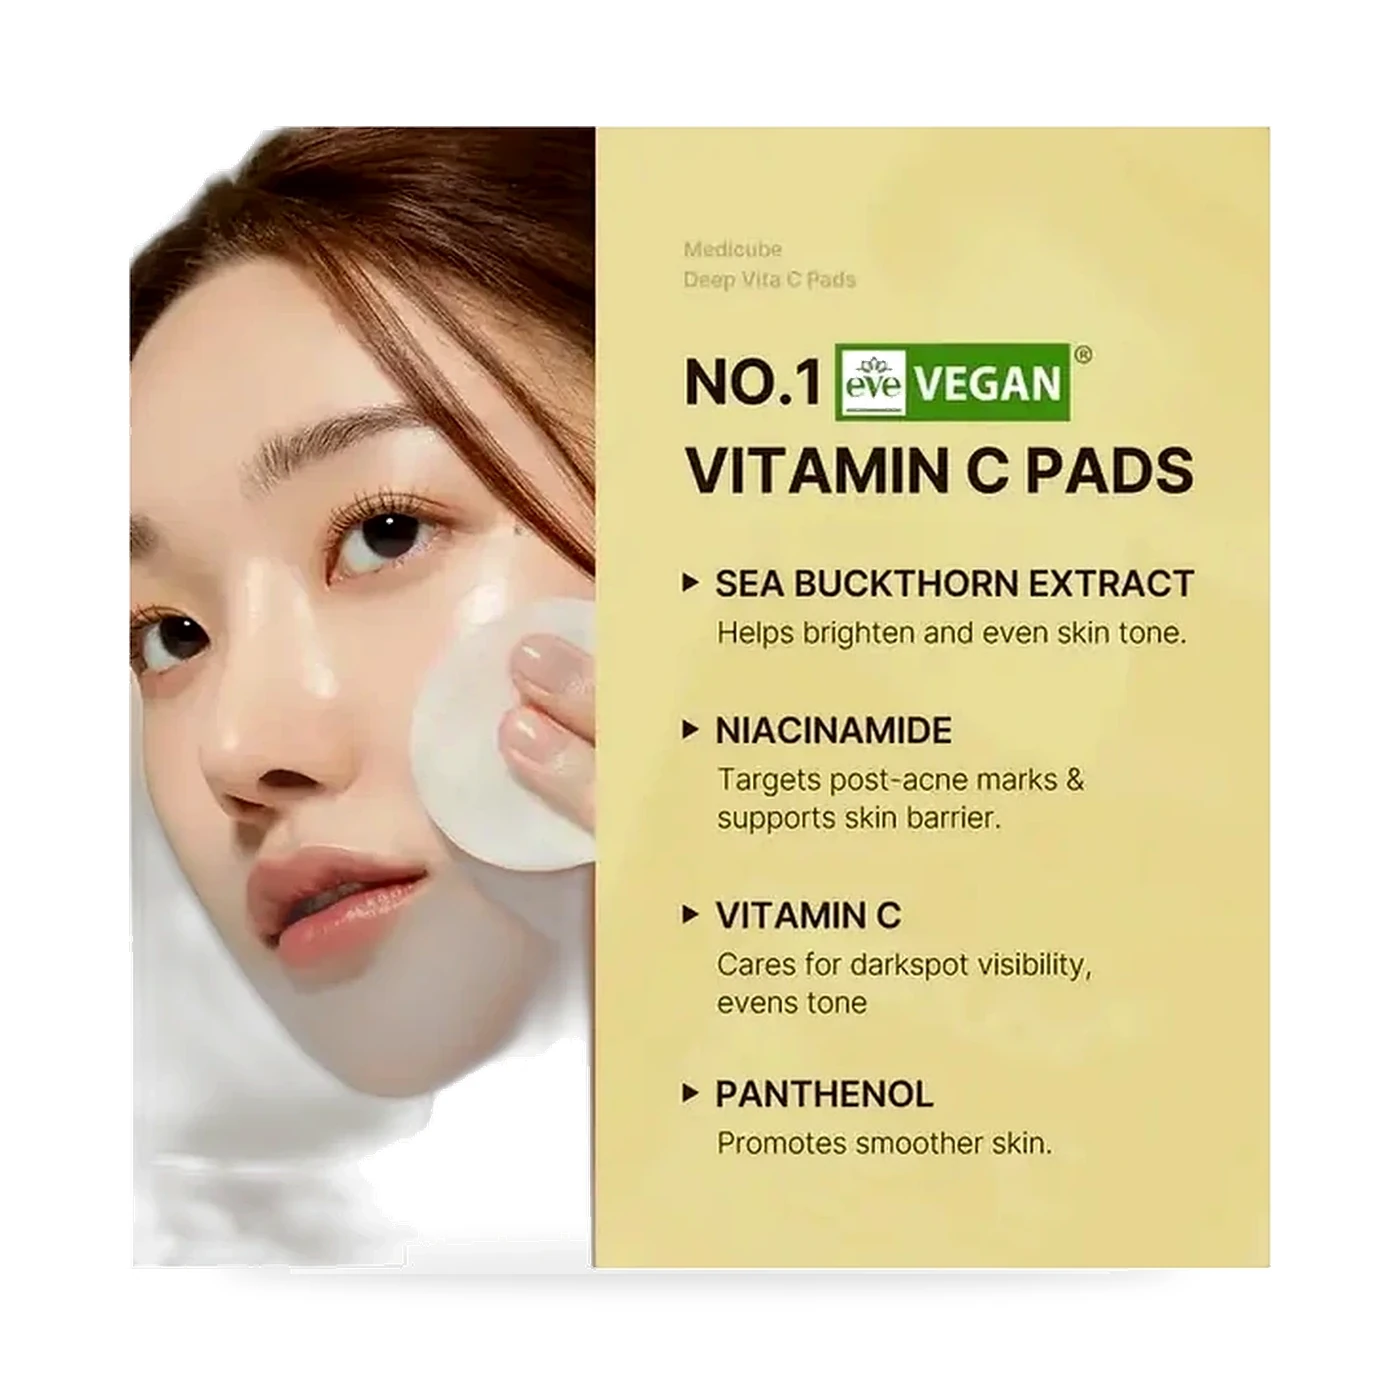 Medicube
Deep Vita C Pads
NO.1 eve VEGAN®
VITAMIN C PADS
▶ SEA BUCKTHORN EXTRACT
Helps brighten and even skin tone.
▶ NIACINAMIDE
Targets post-acne marks &
supports skin barrier.
▶ VITAMIN C
Cares for darkspot visibility,
evens tone
▶ PANTHENOL
Promotes smoother skin.